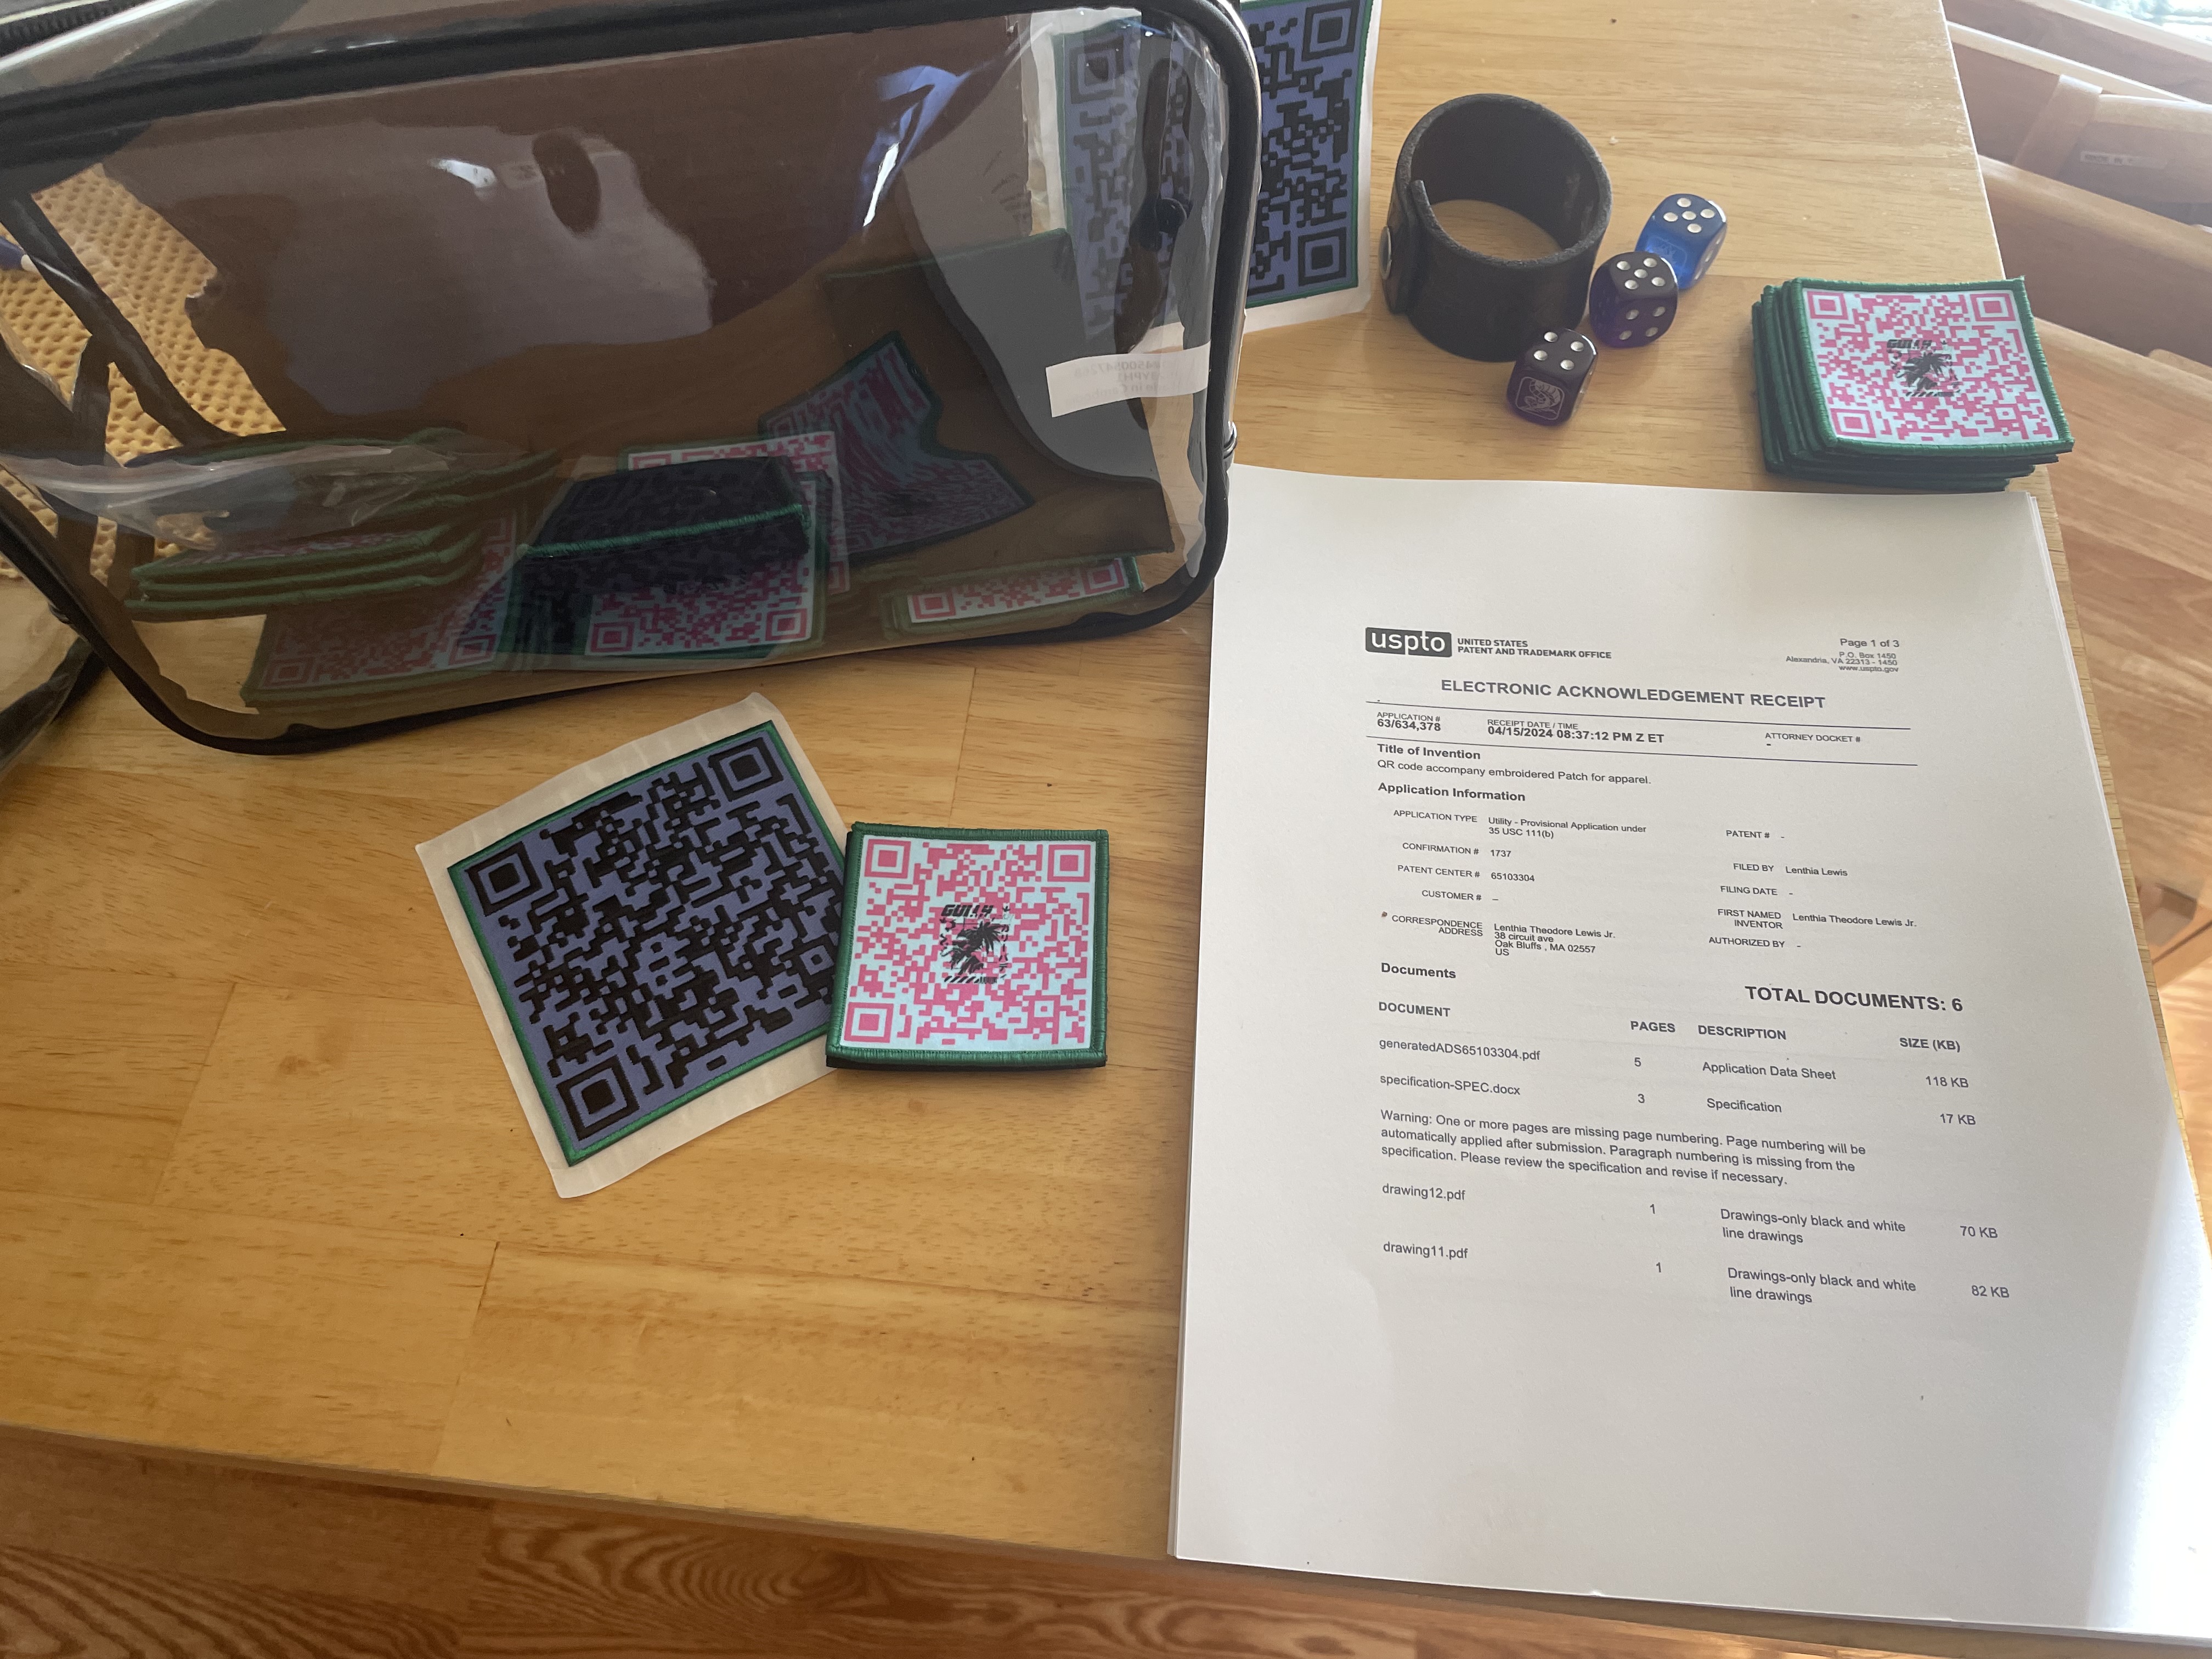 GULLY
GULLY
uspto
UNITED STATES
PATENT AND TRADEMARK OFFICE
Page 1 of 3
P.O. Box 1450
Alexandria, VA 22313 - 1450
www.uspto.gov
ELECTRONIC ACKNOWLEDGEMENT RECEIPT
APPLICATION #
63/634,378
RECEIPT DATE / TIME
04/15/2024 08:37:12 PM Z ET
ATTORNEY DOCKET #
-
Title of Invention
QR code accompany embroidered Patch for apparel.
Application Information
APPLICATION TYPE Utility - Provisional Application under
35 USC 111(b)
PATENT # -
CONFIRMATION # 1737
FILED BY Lenthia Lewis
PATENT CENTER # 65103304
FILING DATE -
CUSTOMER # –
FIRST NAMED
INVENTOR
Lenthia Theodore Lewis Jr.
CORRESPONDENCE
ADDRESS
Lenthia Theodore Lewis Jr.
38 circuit ave
Oak Bluffs , MA 02557
US
AUTHORIZED BY -
Documents
TOTAL DOCUMENTS: 6
DOCUMENT PAGES DESCRIPTION SIZE (KB)
generatedADS65103304.pdf 5 Application Data Sheet 118 KB
specification-SPEC.docx 3 Specification 17 KB
Warning: One or more pages are missing page numbering. Page numbering will be
automatically applied after submission. Paragraph numbering is missing from the
specification. Please review the specification and revise if necessary.
drawing12.pdf 1 Drawings-only black and white
line drawings
70 KB
drawing11.pdf 1 Drawings-only black and white
line drawings
82 KB